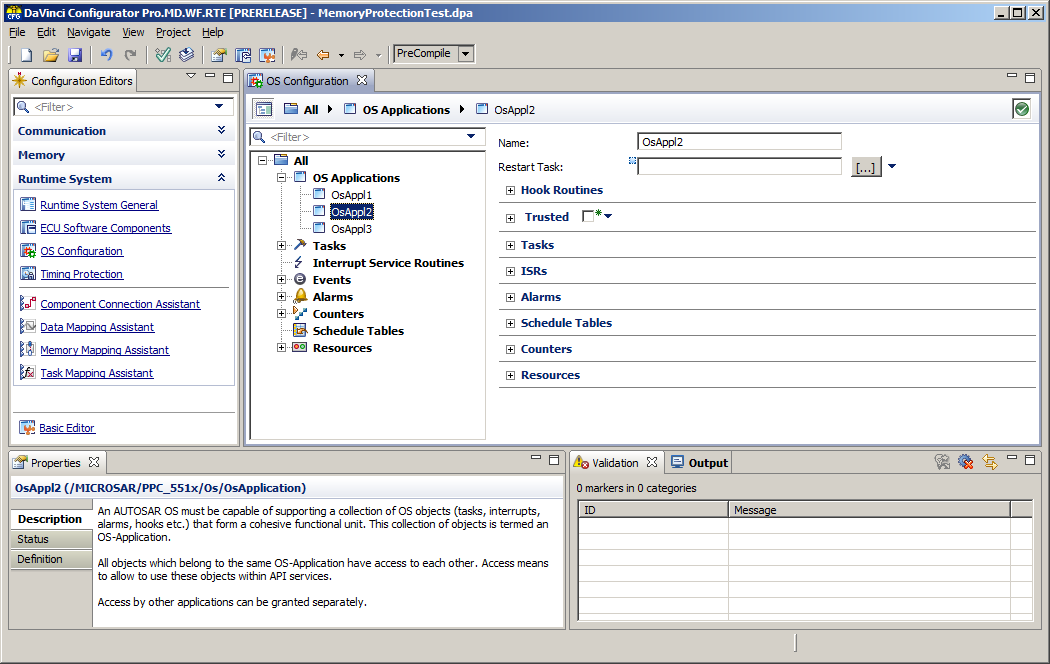 DaVinci Configurator Pro.MD.WF.RTE [PRERELEASE] - MemoryProtectionTest.dpa
File Edit Navigate View Project Help
PreCompile
Configuration Editors
<Filter>
Communication
Memory
Runtime System
Runtime System General
ECU Software Components
OS Configuration
Timing Protection
Component Connection Assistant
Data Mapping Assistant
Memory Mapping Assistant
Task Mapping Assistant
Basic Editor
OS Configuration
All OS Applications OsAppl2
<Filter>
All
OS Applications
OsAppl1
OsAppl2
OsAppl3
Tasks
Interrupt Service Routines
Events
Alarms
Counters
Schedule Tables
Resources
Name: OsAppl2
Restart Task: [...]
Hook Routines
Trusted
Tasks
ISRs
Alarms
Schedule Tables
Counters
Resources
Properties
OsAppl2 (/MICROSAR/PPC_551x/Os/OsApplication)
Description
Status
Definition
An AUTOSAR OS must be capable of supporting a collection of OS objects (tasks, interrupts,
alarms, hooks etc.) that form a cohesive functional unit. This collection of objects is termed an
OS-Application.
All objects which belong to the same OS-Application have access to each other. Access means
to allow to use these objects within API services.
Access by other applications can be granted separately.
Validation Output
0 markers in 0 categories
ID Message